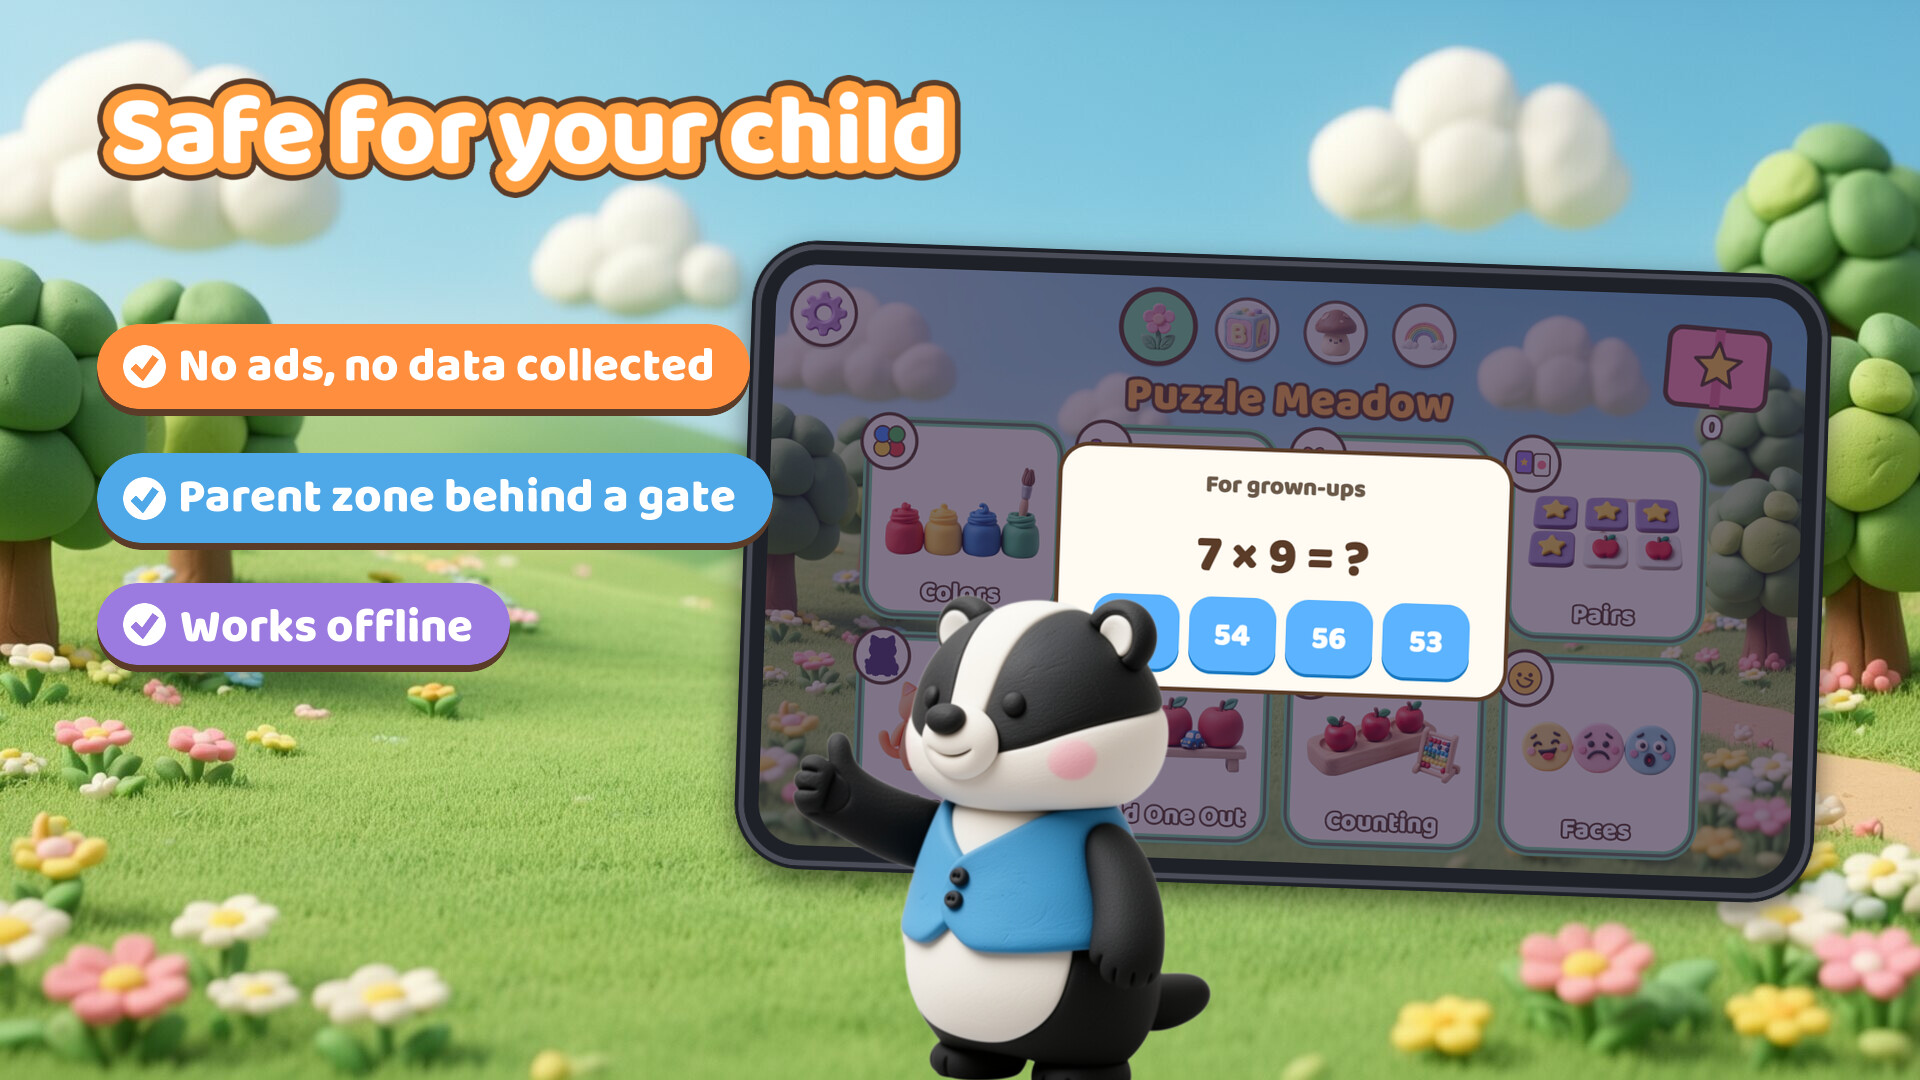 Safe for your child
No ads, no data collected
Parent zone behind a gate
Works offline
Puzzle Meadow
0
For grown-ups
7 × 9 = ?
54 56 53
Colors
Pairs
One Out
Counting
Faces